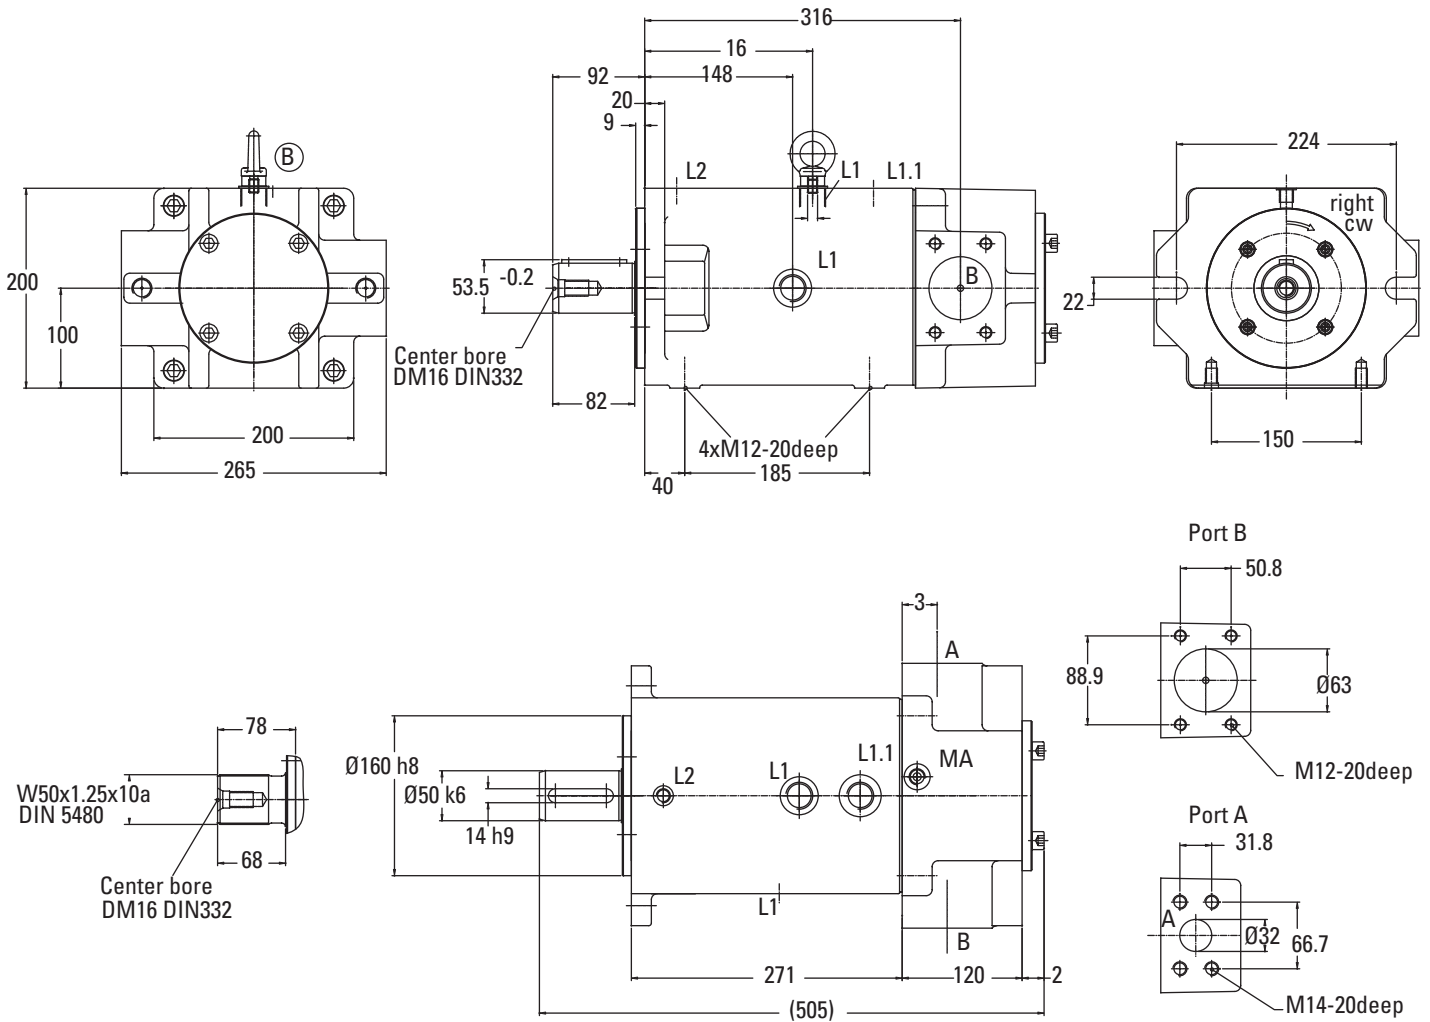 316
16
92
148
20
9
B
L2
L1
L1.1
224
right
cw
200
100
53.5
-0.2
L1
B
22
Center bore
DM16 DIN332
82
200
265
4xM12-20deep
185
40
150
Port B
50.8
88.9
Ø63
M12-20deep
3
A
78
W50x1.25x10a
DIN 5480
68
Center bore
DM16 DIN332
Ø160 h8
Ø50 k6
14 h9
L2
L1
L1.1
MA
L1
B
271
120
2
(505)
Port A
31.8
A
Ø32
66.7
M14-20deep